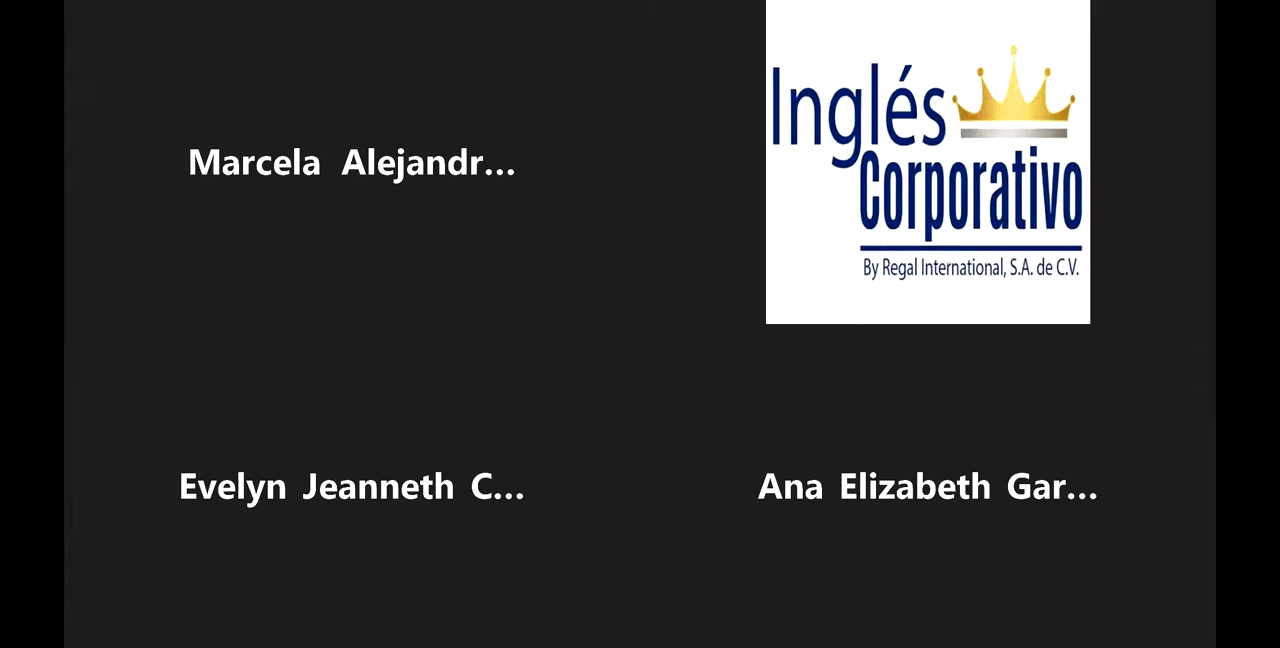 Marcela Alejandr...
Inglés
Corporativo
By Regal International, S.A. de C.V.
Evelyn Jeanneth C...
Ana Elizabeth Gar...